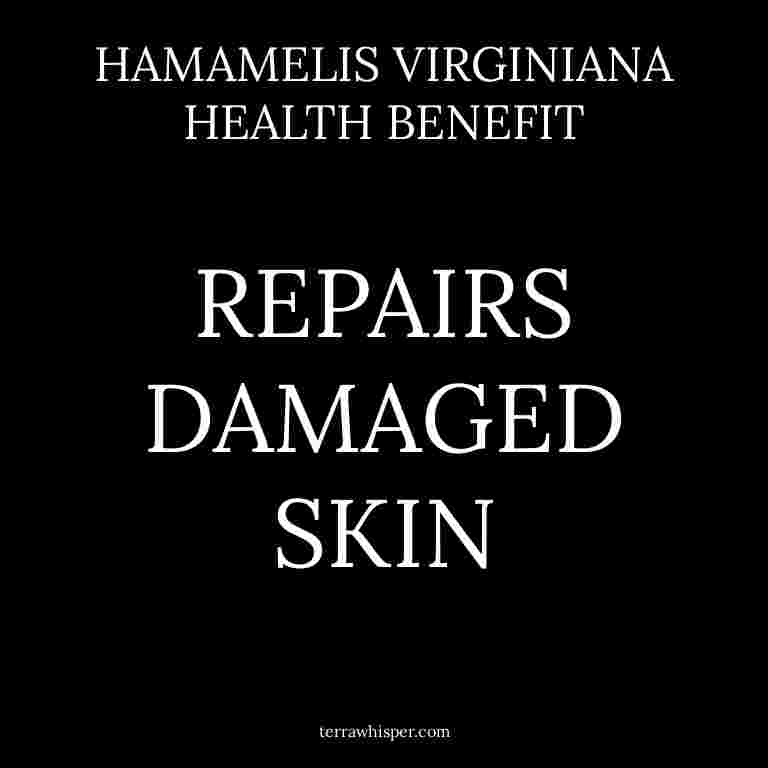 HAMAMELIS VIRGINIANA
HEALTH BENEFIT
REPAIRS
DAMAGED
SKIN
terrawhisper.com